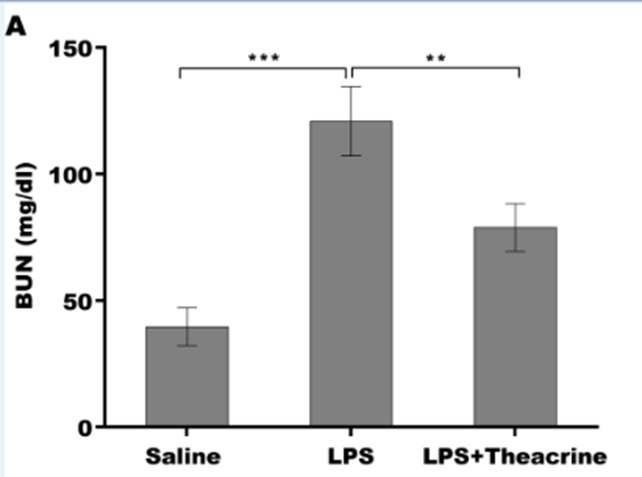 A
150
***
**
100
50
0
BUN (mg/dl)
Saline
LPS
LPS+Theacrine